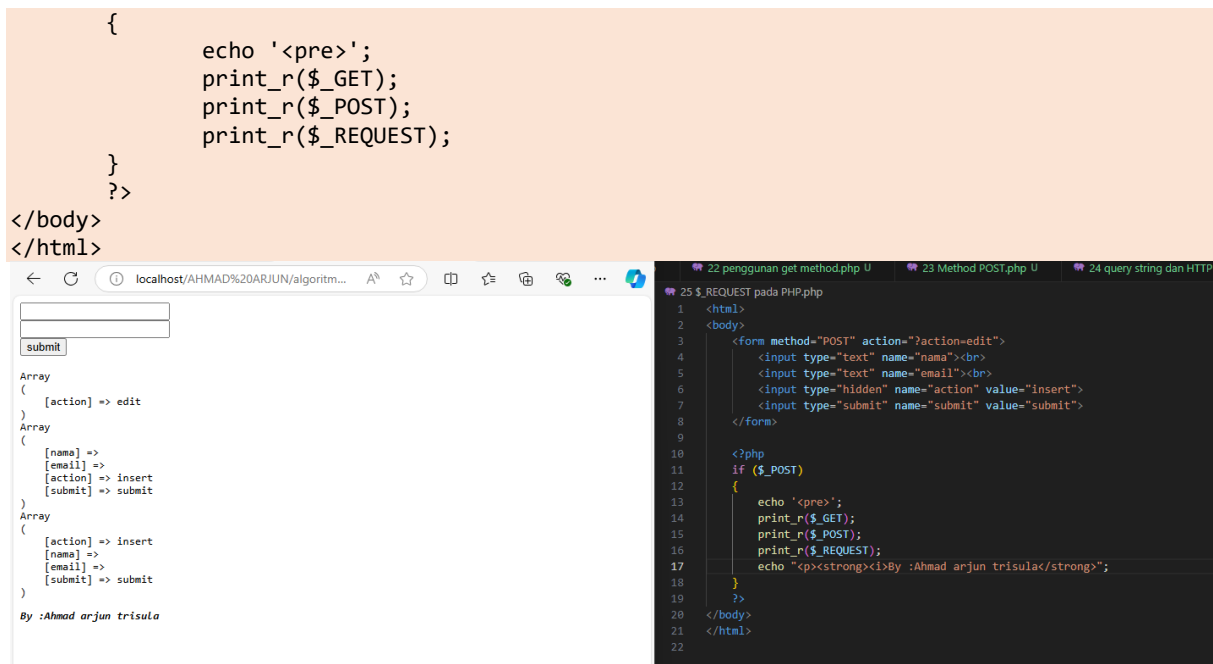 {
echo '<pre>';
print_r($_GET);
print_r($_POST);
print_r($_REQUEST);
}
?>
</body>
</html>
localhost/AHMAD%20ARJUN/algoritm...
submit
Array
(
[action] => edit
)
Array
(
[nama] =>
[email] =>
[action] => insert
[submit] => submit
)
Array
(
[action] => insert
[nama] =>
[email] =>
[submit] => submit
)
By :Ahmad arjun trisula
22 penggunan get method.php U 23 Method POST.php U 24 query string dan HTTP
25 $_REQUEST pada PHP.php
1 <html>
2 <body>
3 <form method="POST" action="?action=edit">
4 <input type="text" name="nama"><br>
5 <input type="text" name="email"><br>
6 <input type="hidden" name="action" value="insert">
7 <input type="submit" name="submit" value="submit">
8 </form>
9
10 <?php
11 if ($_POST)
12 {
13 echo '<pre>';
14 print_r($_GET);
15 print_r($_POST);
16 print_r($_REQUEST);
17 echo "<p><strong><i>By :Ahmad arjun trisula</strong>";
18 }
19 ?>
20 </body>
21 </html>
22